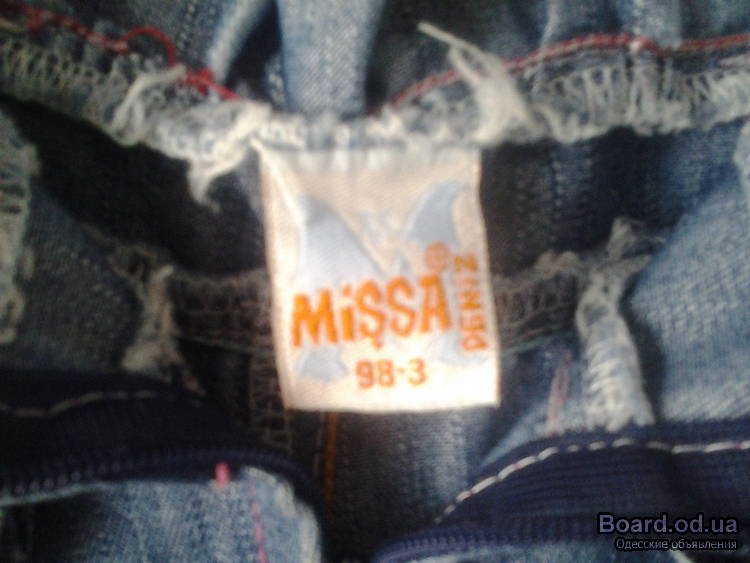 MiSSA
®
98-3
Board.od.ua
Одесские объявления